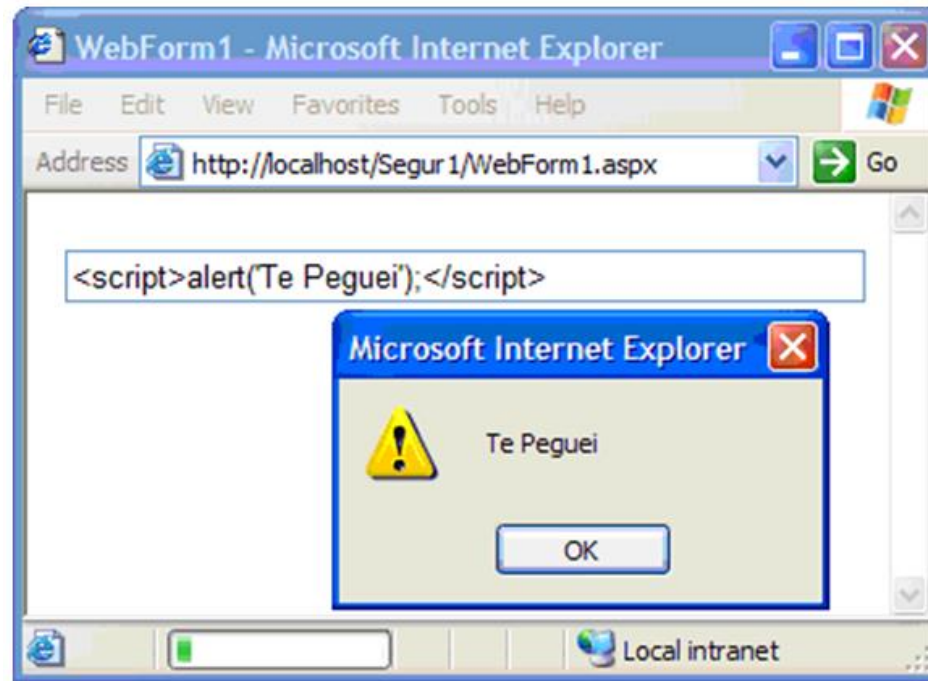 WebForm1 - Microsoft Internet Explorer
File Edit View Favorites Tools Help
Address http://localhost/Segur1/WebForm1.aspx Go
<script>alert('Te Peguei');</script>
Microsoft Internet Explorer
Te Peguei
OK
Local intranet